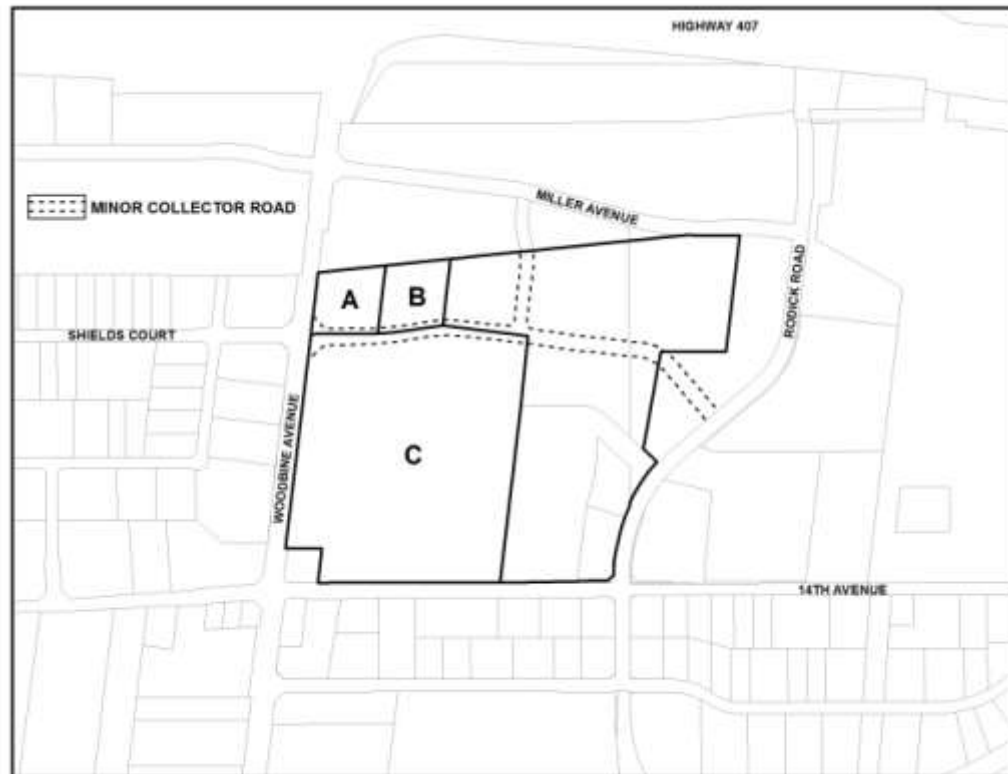 HIGHWAY 407
MINOR COLLECTOR ROAD
MILLER AVENUE
A
B
RODICK ROAD
SHIELDS COURT
WOODBINE AVENUE
C
14TH AVENUE